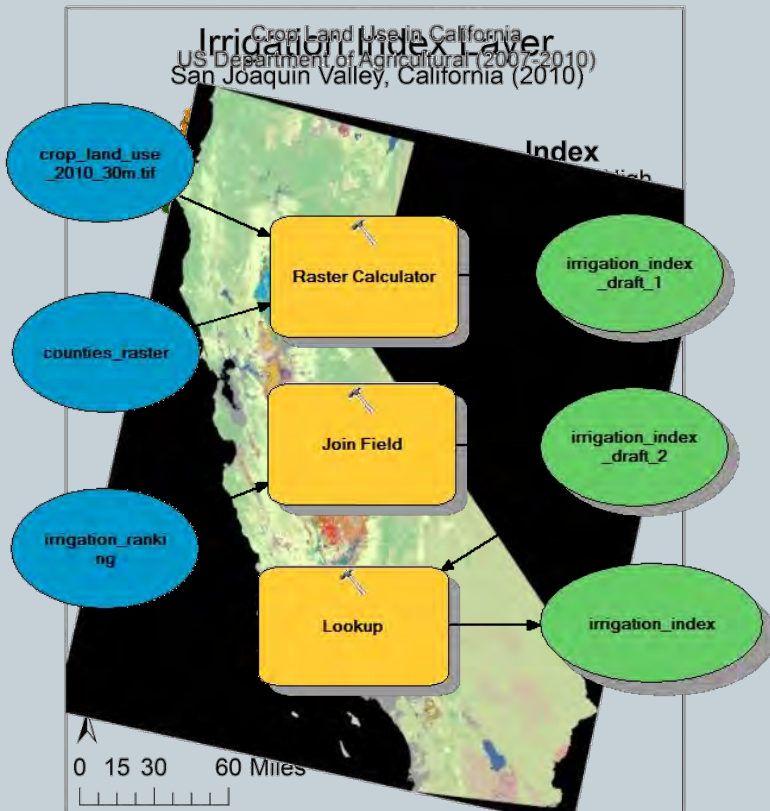 Crop Land Use in California
Irrigation Index Layer
US Department of Agricultural (2007-2010)
San Joaquin Valley, California (2010)
Index
High
crop_land_use
_2010_30m.tif
Raster Calculator
irrigation_index
_draft_1
counties_raster
Join Field
irrigation_index
_draft_2
irrigation_ranki
ng
Lookup
irrigation_index
0 15 30 60 Miles